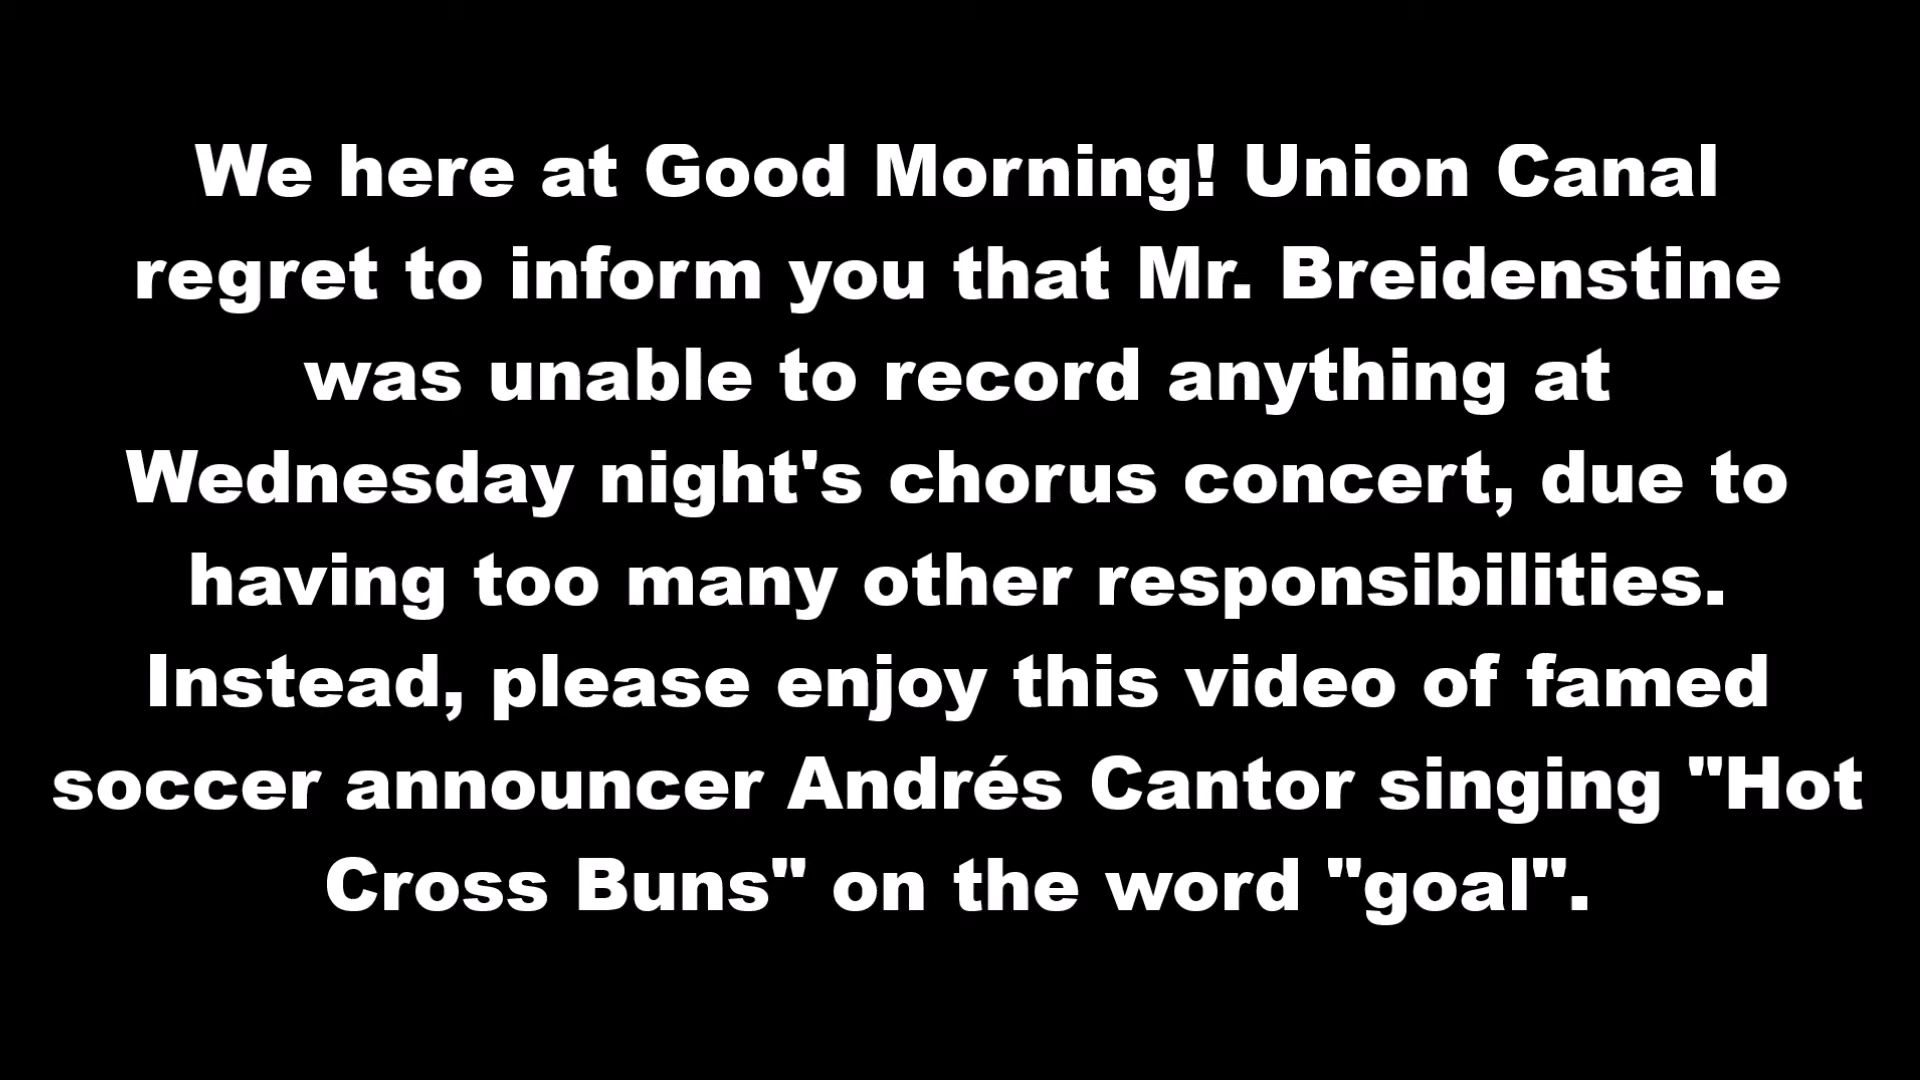 We here at Good Morning! Union Canal
regret to inform you that Mr. Breidenstine
was unable to record anything at
Wednesday night's chorus concert, due to
having too many other responsibilities.
Instead, please enjoy this video of famed
soccer announcer Andrés Cantor singing "Hot
Cross Buns" on the word "goal".